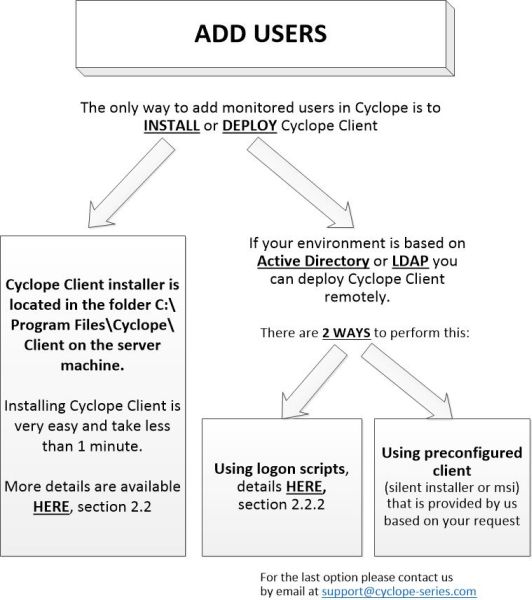 ADD USERS
The only way to add monitored users in Cyclope is to
INSTALL or DEPLOY Cyclope Client
Cyclope Client installer is
located in the folder C:\
Program Files\Cyclope\
Client on the server
machine.
Installing Cyclope Client is
very easy and take less
than 1 minute.
More details are available
HERE, section 2.2
If your environment is based on
Active Directory or LDAP you
can deploy Cyclope Client
remotely.
There are 2 WAYS to perform this:
Using logon scripts,
details HERE,
section 2.2.2
Using preconfigured
client
(silent installer or msi)
that is provided by us
based on your request
For the last option please contact us
by email at support@cyclope-series.com